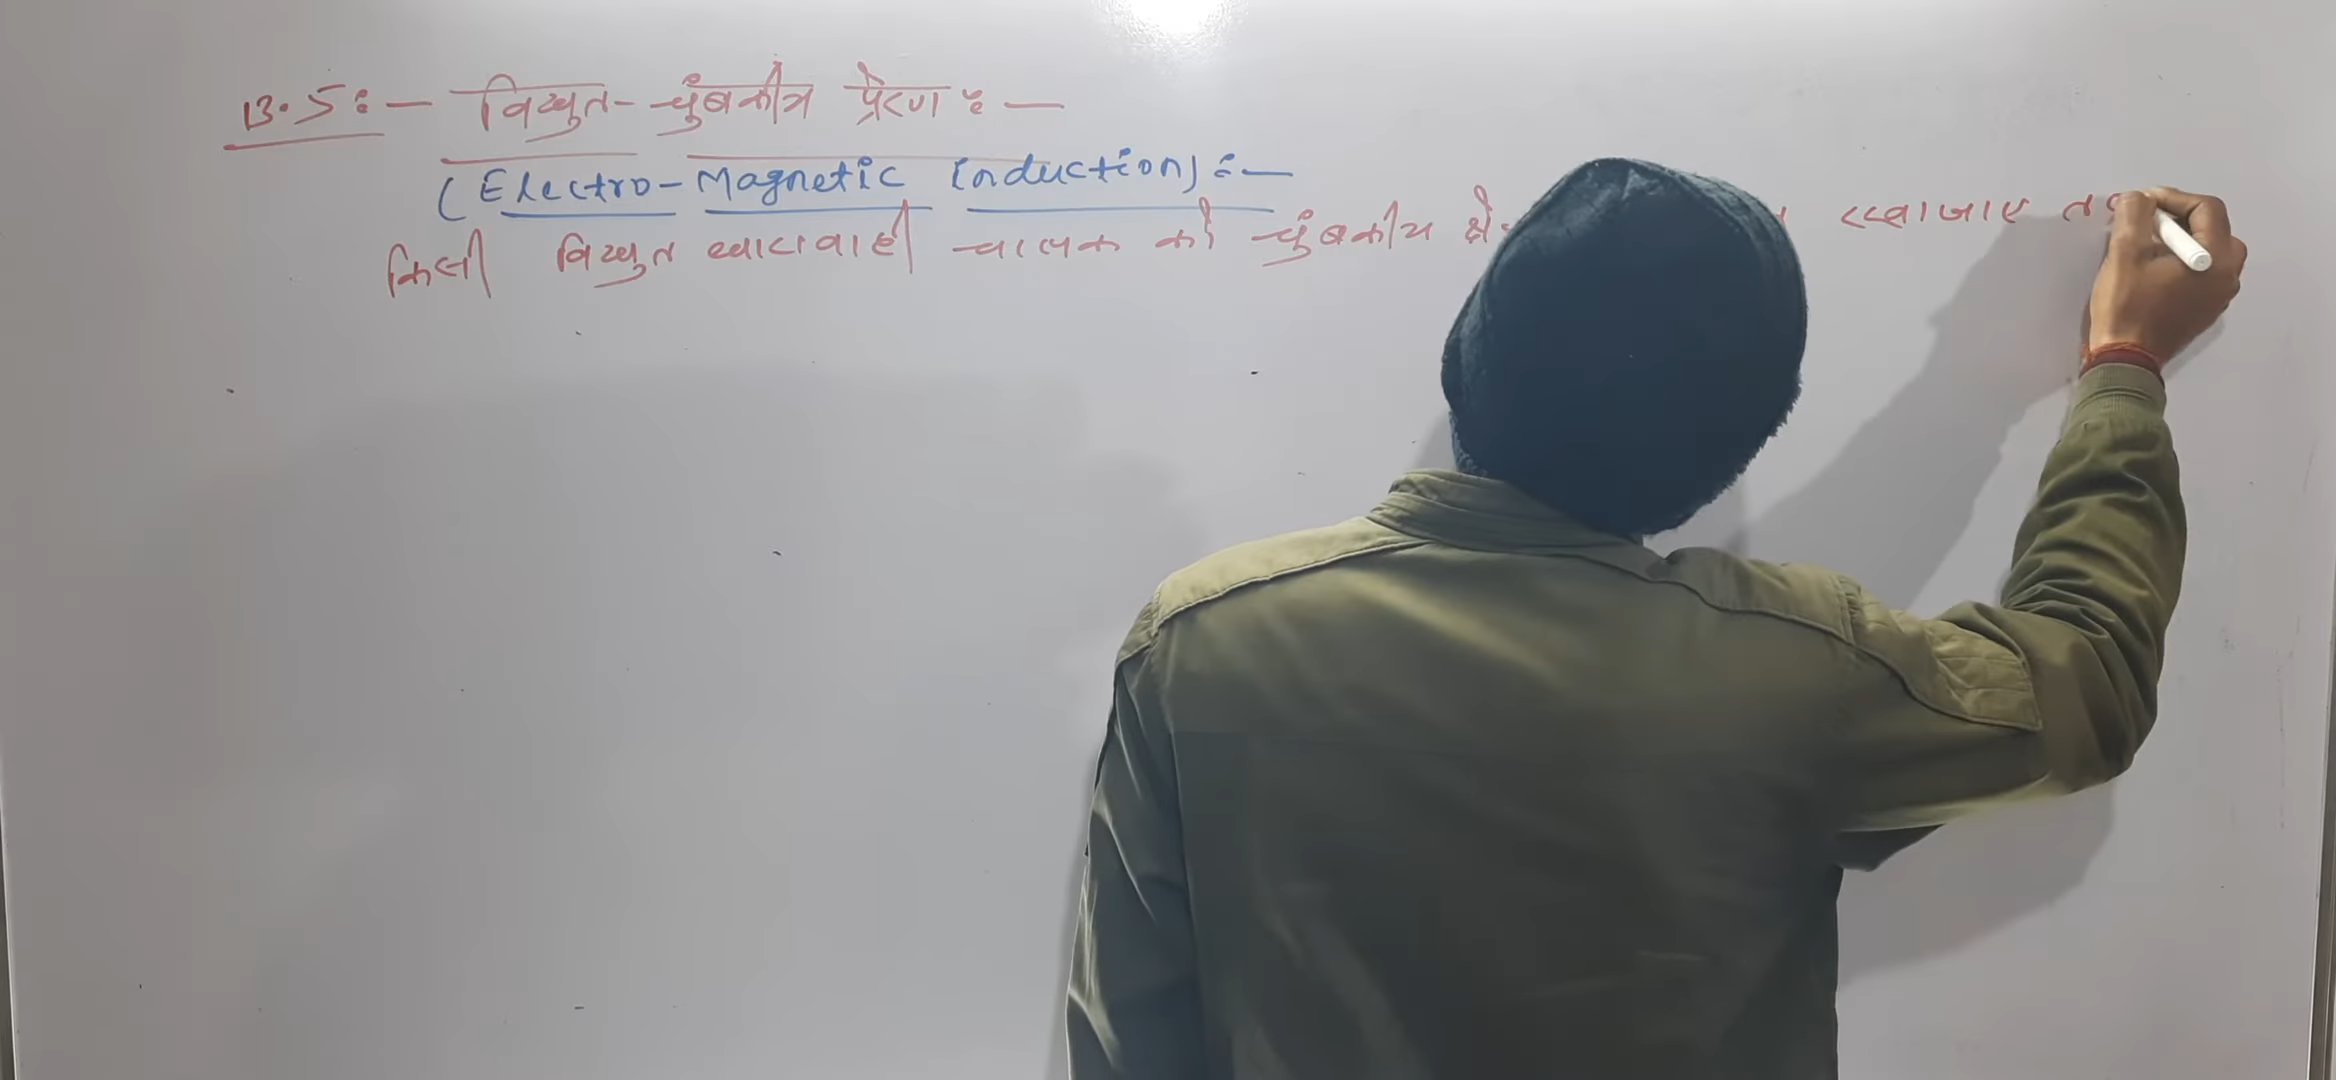 13.5:— विद्युत-चुंबकीय प्रेरण :—
(Electro-Magnetic Induction):—
किसी विद्युत धारावाही चालक को चुंबकीय रखा जाए